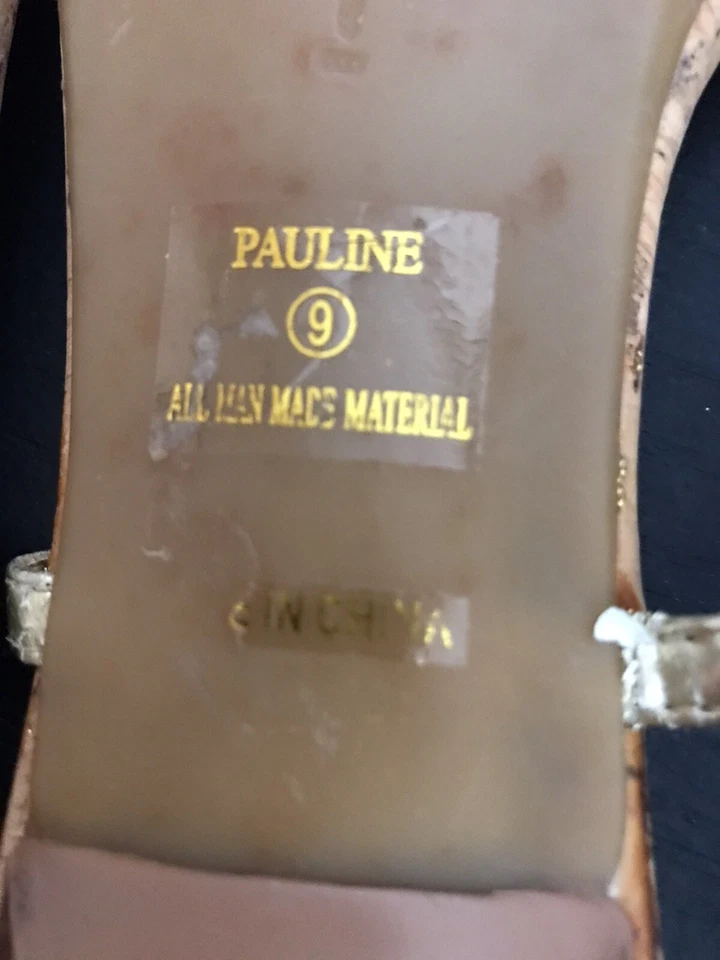 PAULINE
9
ALL MAN MADE MATERIAL
IN CHINA